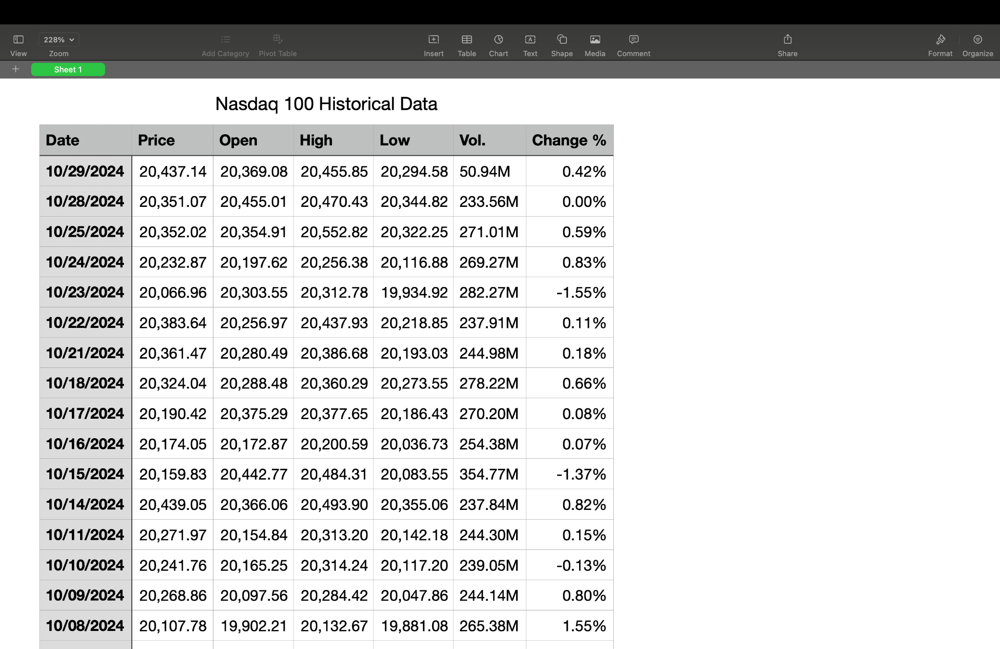 228%
View Zoom Add Category Pivot Table Insert Table Chart Text Shape Media Comment Share Format Organize
Sheet 1
Nasdaq 100 Historical Data
Date Price Open High Low Vol. Change %
10/29/2024 20,437.14 20,369.08 20,455.85 20,294.58 50.94M 0.42%
10/28/2024 20,351.07 20,455.01 20,470.43 20,344.82 233.56M 0.00%
10/25/2024 20,352.02 20,354.91 20,552.82 20,322.25 271.01M 0.59%
10/24/2024 20,232.87 20,197.62 20,256.38 20,116.88 269.27M 0.83%
10/23/2024 20,066.96 20,303.55 20,312.78 19,934.92 282.27M -1.55%
10/22/2024 20,383.64 20,256.97 20,437.93 20,218.85 237.91M 0.11%
10/21/2024 20,361.47 20,280.49 20,386.68 20,193.03 244.98M 0.18%
10/18/2024 20,324.04 20,288.48 20,360.29 20,273.55 278.22M 0.66%
10/17/2024 20,190.42 20,375.29 20,377.65 20,186.43 270.20M 0.08%
10/16/2024 20,174.05 20,172.87 20,200.59 20,036.73 254.38M 0.07%
10/15/2024 20,159.83 20,442.77 20,484.31 20,083.55 354.77M -1.37%
10/14/2024 20,439.05 20,366.06 20,493.90 20,355.06 237.84M 0.82%
10/11/2024 20,271.97 20,154.84 20,313.20 20,142.18 244.30M 0.15%
10/10/2024 20,241.76 20,165.25 20,314.24 20,117.20 239.05M -0.13%
10/09/2024 20,268.86 20,097.56 20,284.42 20,047.86 244.14M 0.80%
10/08/2024 20,107.78 19,902.21 20,132.67 19,881.08 265.38M 1.55%